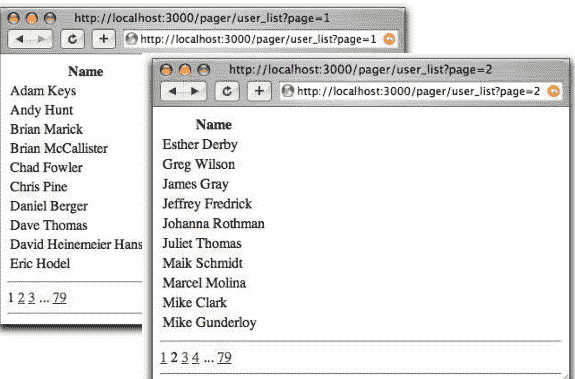 http://localhost:3000/pager/user_list?page=1
http://localhost:3000/pager/user_list?page=1
Name
Adam Keys
Andy Hunt
Brian Marick
Brian McCallister
Chad Fowler
Chris Pine
Daniel Berger
Dave Thomas
David Heinemeier Hans
Eric Hodel
1 2 3 ... 79
http://localhost:3000/pager/user_list?page=2
http://localhost:3000/pager/user_list?page=2
Name
Esther Derby
Greg Wilson
James Gray
Jeffrey Fredrick
Johanna Rothman
Juliet Thomas
Maik Schmidt
Marcel Molina
Mike Clark
Mike Gunderloy
1 2 3 4 ... 79